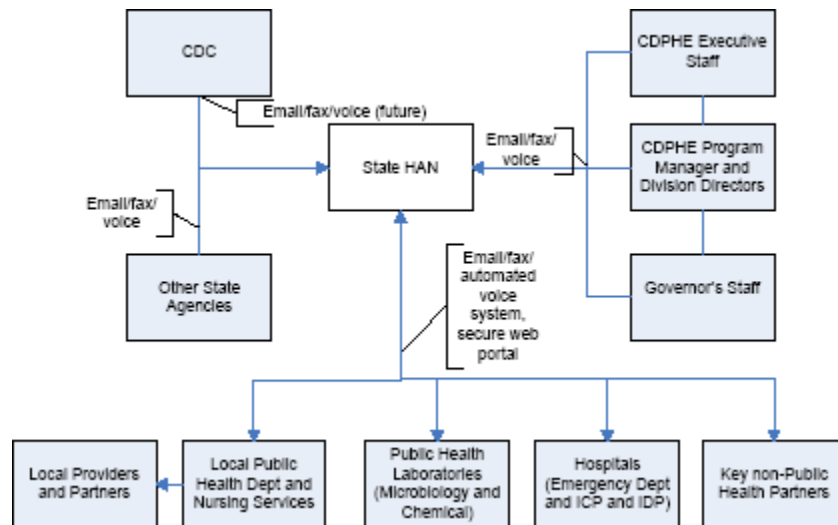 CDC
CDPHE Executive
Staff
Email/fax/voice (future)
State HAN
Email/fax/
voice
CDPHE Program
Manager and
Division Directors
Email/fax/
voice
Other State
Agencies
Email/fax/
automated
voice
system,
secure web
portal
Governor's Staff
Local Providers
and Partners
Local Public
Health Dept and
Nursing Services
Public Health
Laboratories
(Microbiology and
Chemical)
Hospitals
(Emergency Dept
and ICP and IDP)
Key non-Public
Health Partners